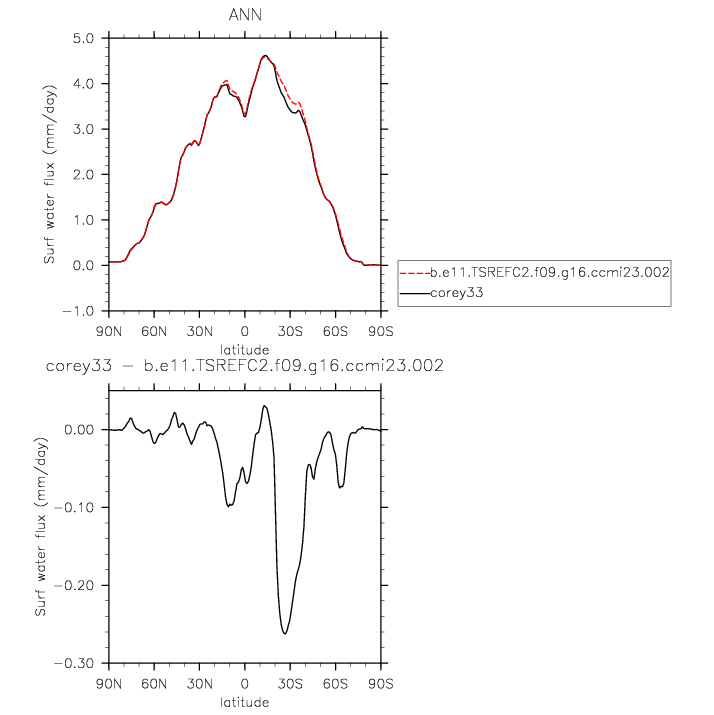 ANN
Surf water flux (mm/day)
5.0
4.0
3.0
2.0
1.0
0.0
−1.0
90N 60N 30N 0 30S 60S 90S
latitude
b.e11.TSREFC2.f09.g16.ccmi23.002
corey33
corey33 − b.e11.TSREFC2.f09.g16.ccmi23.002
Surf water flux (mm/day)
0.00
−0.10
−0.20
−0.30
90N 60N 30N 0 30S 60S 90S
latitude